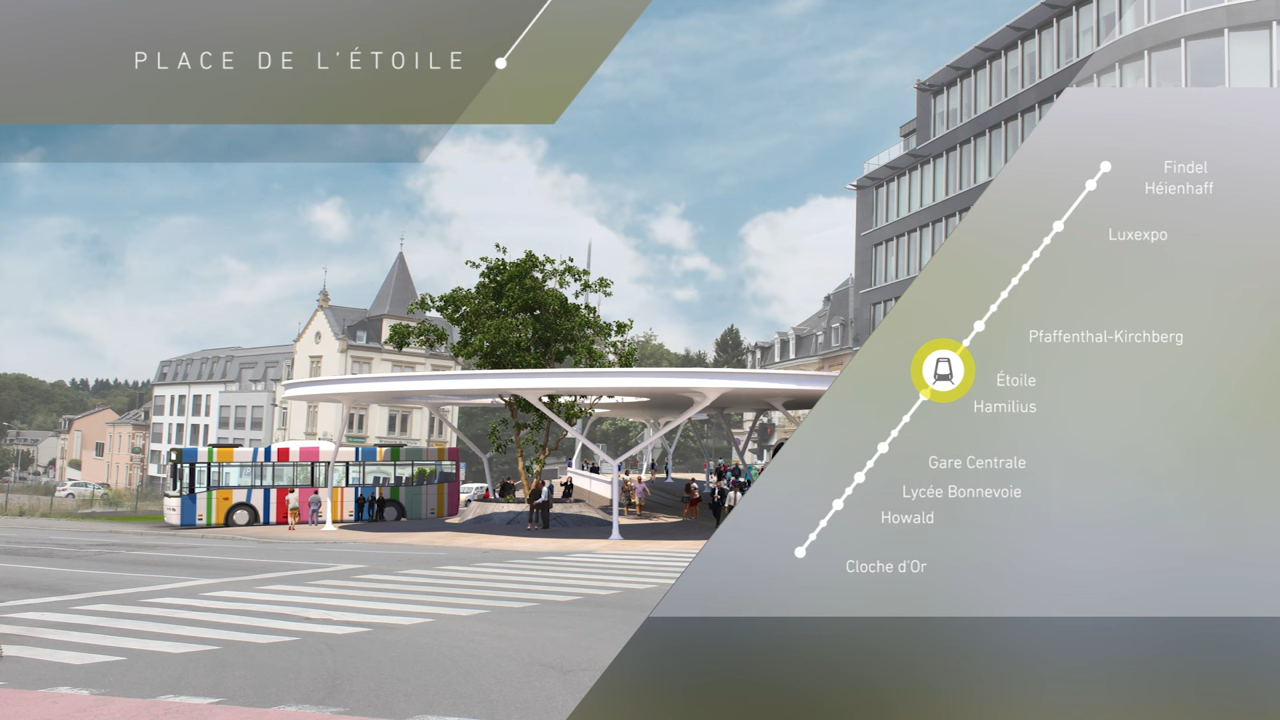 PLACE DE L'ÉTOILE
Findel
Héienhaff
Luxexpo
Pfaffenthal-Kirchberg
Étoile
Hamilius
Gare Centrale
Lycée Bonnevoie
Howald
Cloche d'Or